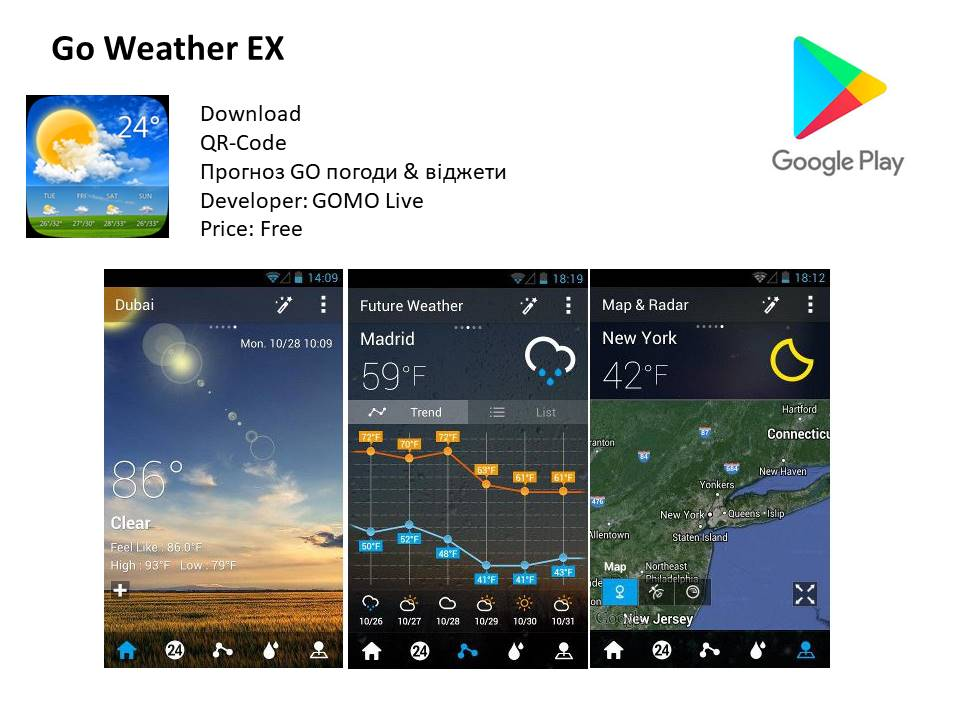 Go Weather EX
24°
TUE FRI SAT SUN
26°/32° 27°/30° 28°/33° 26°/33°
Google Play
Download
QR-Code
Прогноз GO погоди & віджети
Developer: GOMO Live
Price: Free
14:09
Dubai
Mon. 10/28 10:09
86°
Clear
Feel Like : 86.0°F
High : 93°F Low : 79°F
24
18:19
Future Weather
Madrid
59°F
Trend List
72°F 70°F 72°F 63°F 61°F 61°F
50°F 52°F 48°F 41°F 41°F 43°F
10/26 10/27 10/28 10/29 10/30 10/31
24
18:12
Map & Radar
New York
42°F
Hartford
87
Connecticu
ranton
84
684
New Haven
Yonkers
476
New York Queens Islip
Staten Island
Allentown
Map
Northeast
Philadelphia
New Jersey
24